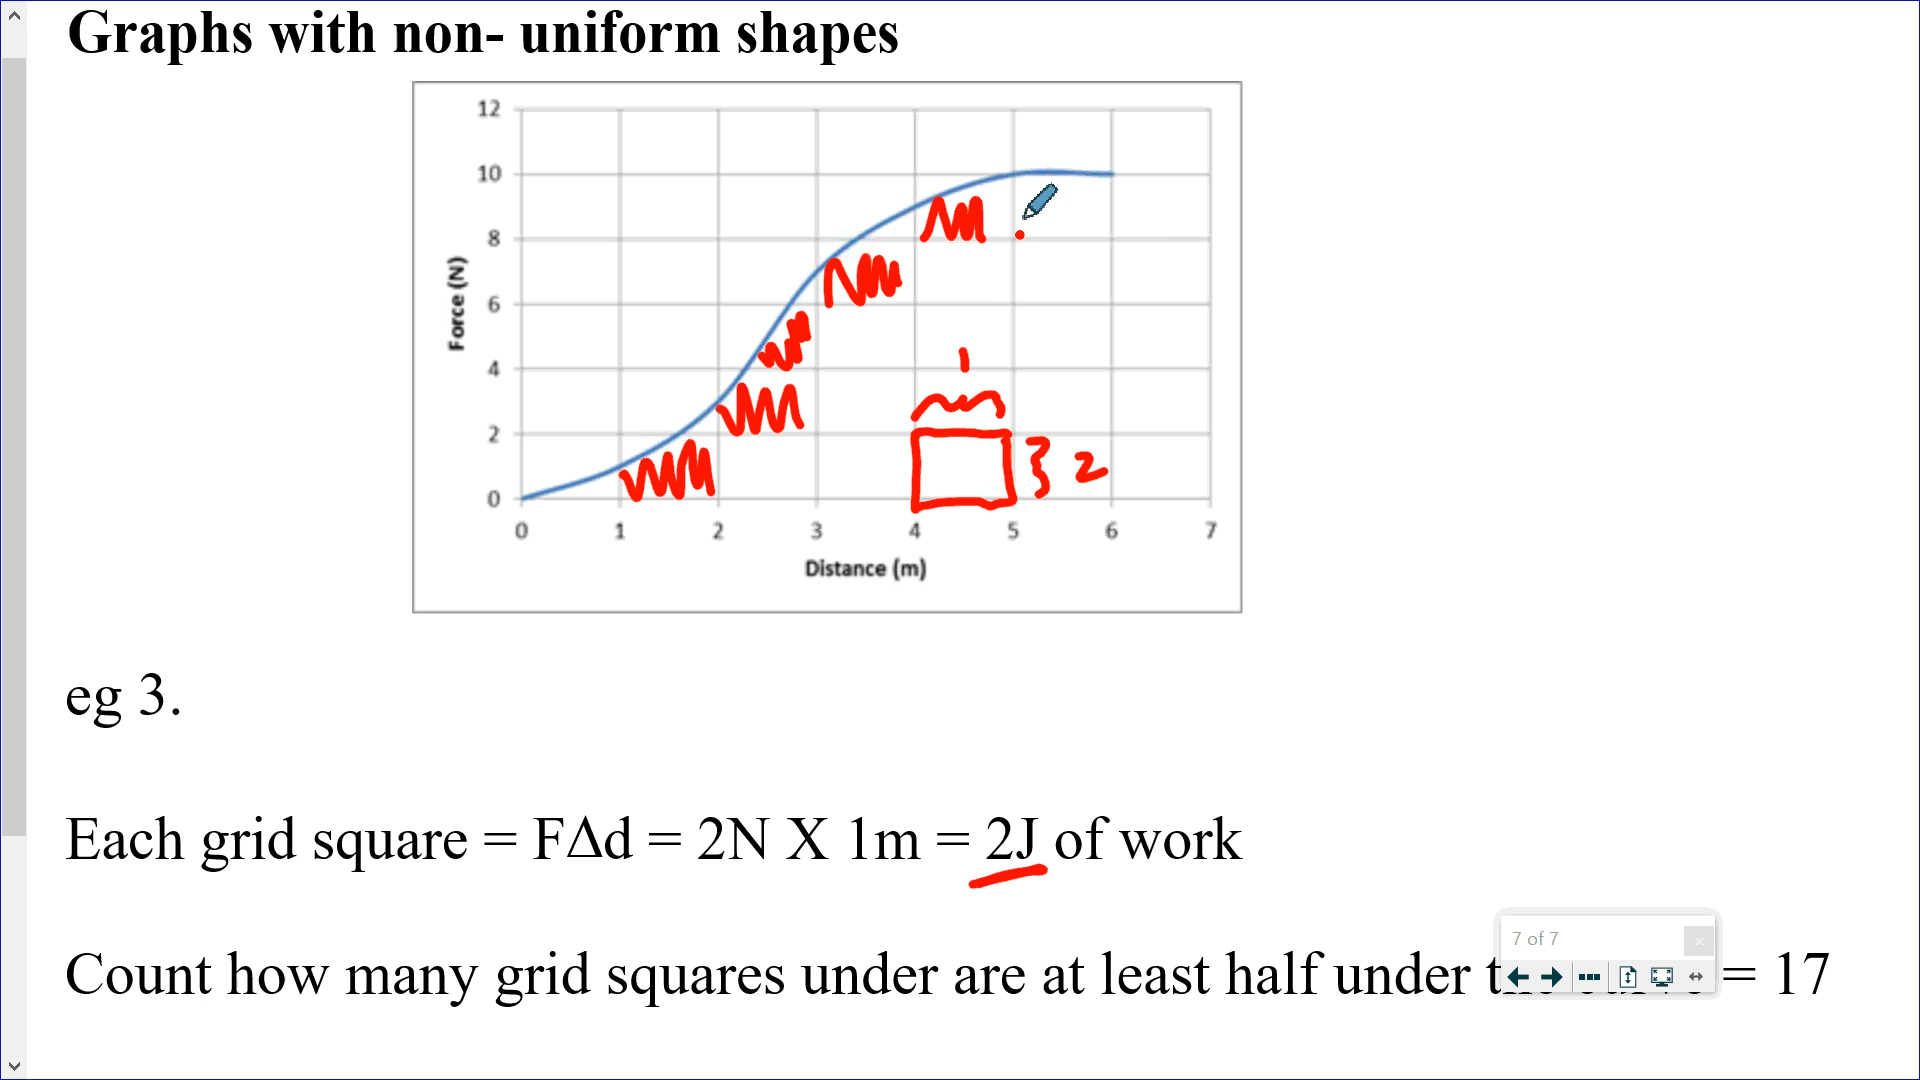 Graphs with non- uniform shapes
12
10
8
6
4
2
0
Force (N)
0 1 2 3 4 5 6 7
Distance (m)
1
2
eg 3.
Each grid square = FΔd = 2N X 1m = 2J of work
Count how many grid squares under are at least half under = 17
7 of 7